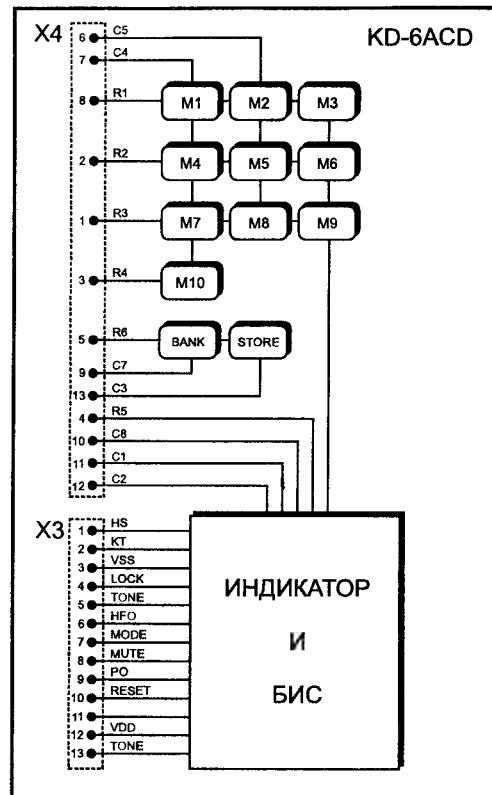 X4
KD-6ACD
6 C5
7 C4
8 R1 M1 M2 M3
2 R2 M4 M5 M6
1 R3 M7 M8 M9
3 R4 M10
5 R6 BANK STORE
9 C7
13 C3
4 R5
10 C8
11 C1
12 C2
X3
1 HS
2 KT
3 VSS
4 LOCK
5 TONE
6 HFO
7 MODE
8 MUTE
9 PO
10 RESET
11
12 VDD
13 TONE
ИНДИКАТОР
И
БИС